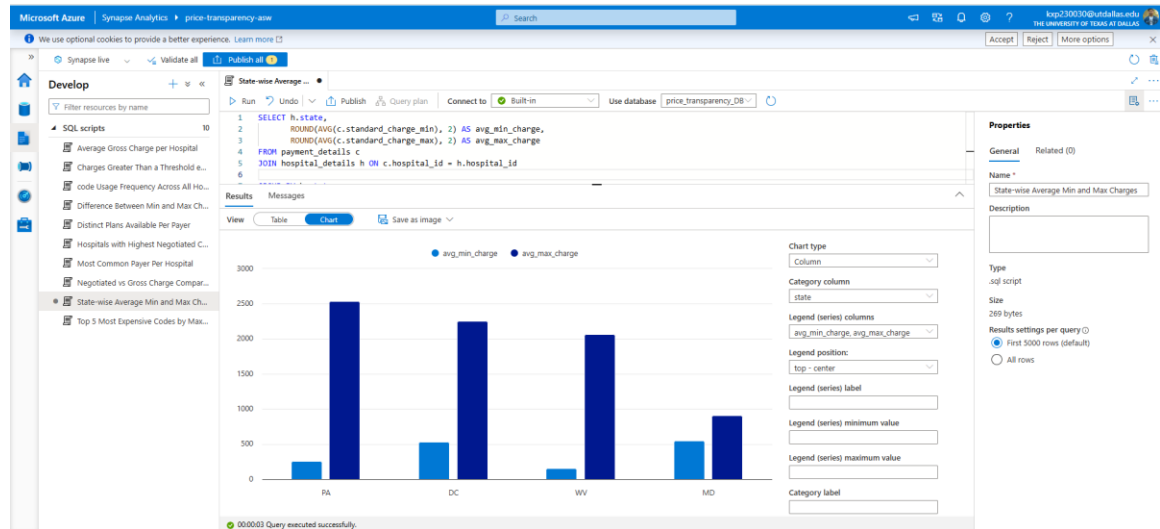 Microsoft Azure | Synapse Analytics ▸ price-transparency-asw
Search
kxp230030@utdallas.edu
THE UNIVERSITY OF TEXAS AT DALLAS
We use optional cookies to provide a better experience. Learn more
Accept Reject More options
Synapse live
Validate all
Publish all 1
Develop
Filter resources by name
SQL scripts 10
Average Gross Charge per Hospital
Charges Greater Than a Threshold e...
code Usage Frequency Across All Ho...
Difference Between Min and Max Ch...
Distinct Plans Available Per Payer
Hospitals with Highest Negotiated C...
Most Common Payer Per Hospital
Negotiated vs Gross Charge Compar...
State-wise Average Min and Max Ch...
Top 5 Most Expensive Codes by Max...
State-wise Average ...
Run Undo Publish Query plan Connect to Built-in Use database price_transparency_DB
1 SELECT h.state,
2 ROUND(AVG(c.standard_charge_min), 2) AS avg_min_charge,
3 ROUND(AVG(c.standard_charge_max), 2) AS avg_max_charge
4 FROM payment_details c
5 JOIN hospital_details h ON c.hospital_id = h.hospital_id
6
Results Messages
View Table Chart Save as image
avg_min_charge avg_max_charge
3000
2500
2000
1500
1000
500
0
PA DC WV MD
Chart type
Column
Category column
state
Legend (series) columns
avg_min_charge, avg_max_charge
Legend position:
top - center
Legend (series) label
Legend (series) minimum value
Legend (series) maximum value
Category label
00:00:03 Query executed successfully.
Properties
General Related (0)
Name *
State-wise Average Min and Max Charges
Description
Type
.sql script
Size
269 bytes
Results settings per query
First 5000 rows (default)
All rows